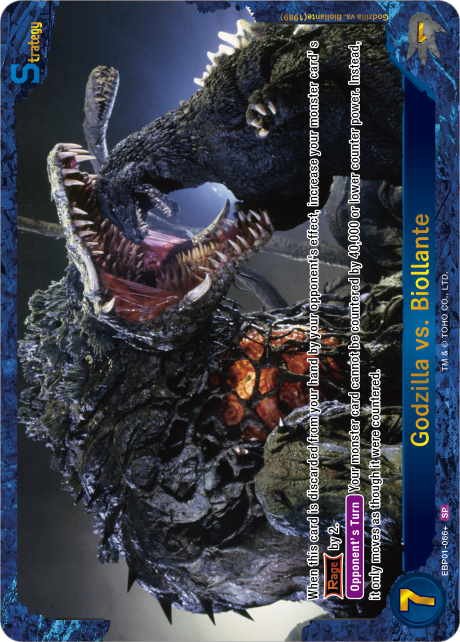 Strategy
Godzilla vs. Biollante(1989)
When this card is discarded from your hand by your opponent's effect, increase your monster card's
Rage by 2.
Opponent's Turn Your monster card cannot be countered by 40,000 or lower counter power. Instead,
it only moves as though it were countered.
7
Godzilla vs. Biollante
EBP01-066+ SP
TM & © TOHO CO., LTD.